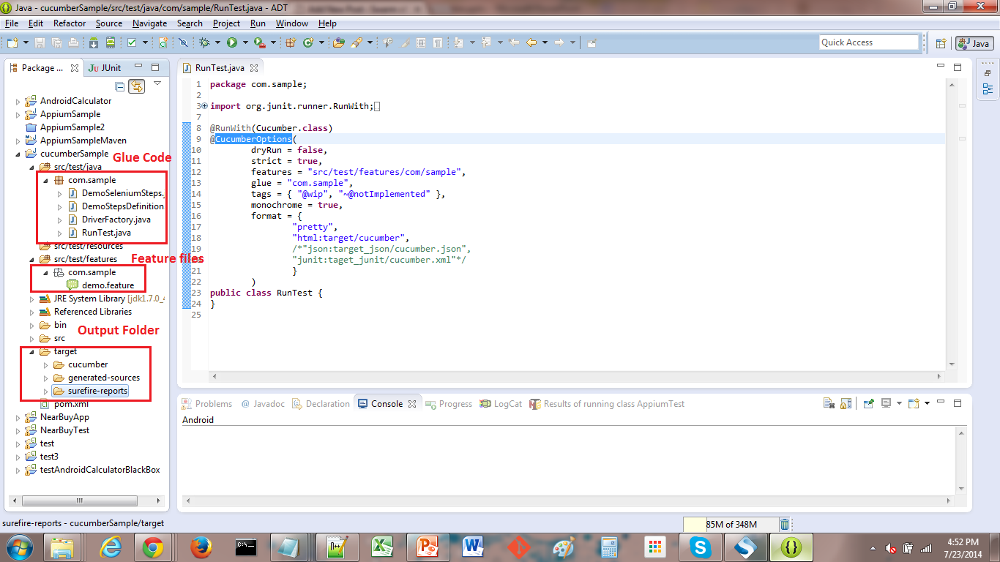 Java - cucumberSample/src/test/java/com/sample/RunTest.java - ADT
File Edit Refactor Source Navigate Search Project Run Window Help
Quick Access
Java
Package ...
JUnit
AndroidCalculator
AppiumSample
AppiumSample2
AppiumSampleMaven
cucumberSample
Glue Code
src/test/java
com.sample
DemoSeleniumSteps.
DemoStepsDefinition
DriverFactory.java
RunTest.java
src/test/resources
src/test/features
Feature files
com.sample
demo.feature
JRE System Library [jdk1.7.0_4
Referenced Libraries
bin
Output Folder
src
target
cucumber
generated-sources
surefire-reports
pom.xml
NearBuyApp
NearBuyTest
test
test3
testAndroidCalculatorBlackBox
RunTest.java
1 package com.sample;
2
3 import org.junit.runner.RunWith;
7
8 @RunWith(Cucumber.class)
9 @CucumberOptions(
10 dryRun = false,
11 strict = true,
12 features = "src/test/features/com/sample",
13 glue = "com.sample",
14 tags = { "@wip", "~@notImplemented" },
15 monochrome = true,
16 format = {
17 "pretty",
18 "html:target/cucumber",
19 /*"json:target_json/cucumber.json",
"junit:taget_junit/cucumber.xml"*/
21 }
22 )
23 public class RunTest {
24 }
25
Problems @ Javadoc Declaration Console Progress LogCat Results of running class AppiumTest
Android
surefire-reports - cucumberSample/target
85M of 348M
4:52 PM
7/23/2014